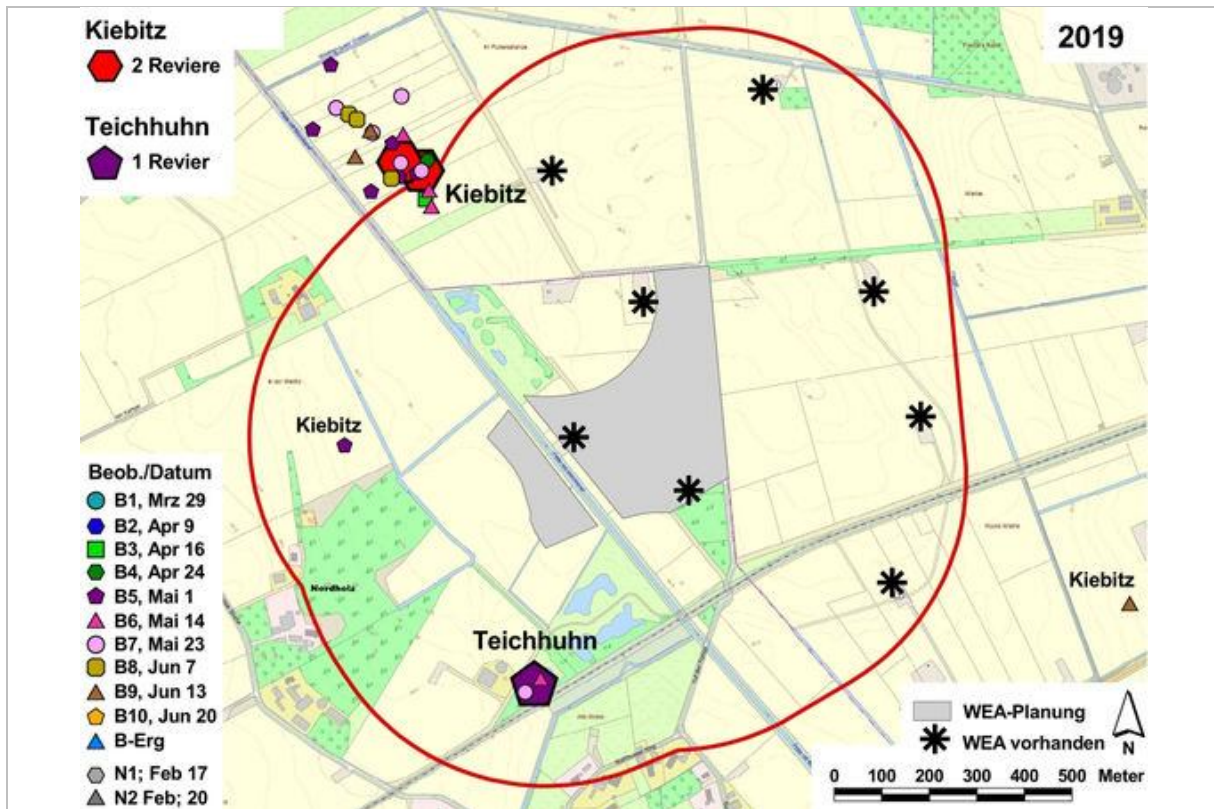 Kiebitz
2 Reviere
Teichhuhn
1 Revier
2019
Kiebitz
Kiebitz
Nordholz
Teichhuhn
Kiebitz
Beob./Datum
B1, Mrz 29
B2, Apr 9
B3, Apr 16
B4, Apr 24
B5, Mai 1
B6, Mai 14
B7, Mai 23
B8, Jun 7
B9, Jun 13
B10, Jun 20
B-Erg
N1; Feb 17
N2 Feb; 20
WEA-Planung
WEA vorhanden
N
0 100 200 300 400 500 Meter